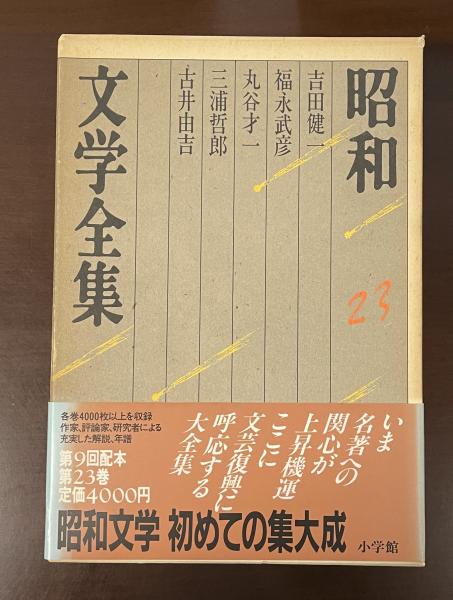 昭和
文学全集
吉田健一
福永武彦
丸谷才一
三浦哲郎
古井由吉
23
いま
名著への
関心が
上昇機運
ここに
文芸復興に
呼応する
大全集
各巻4000枚以上を収録
作家、評論家、研究者による
充実した解説、年譜
第9回配本
第23巻
定価4000円
昭和文学 初めての集大成
小学館